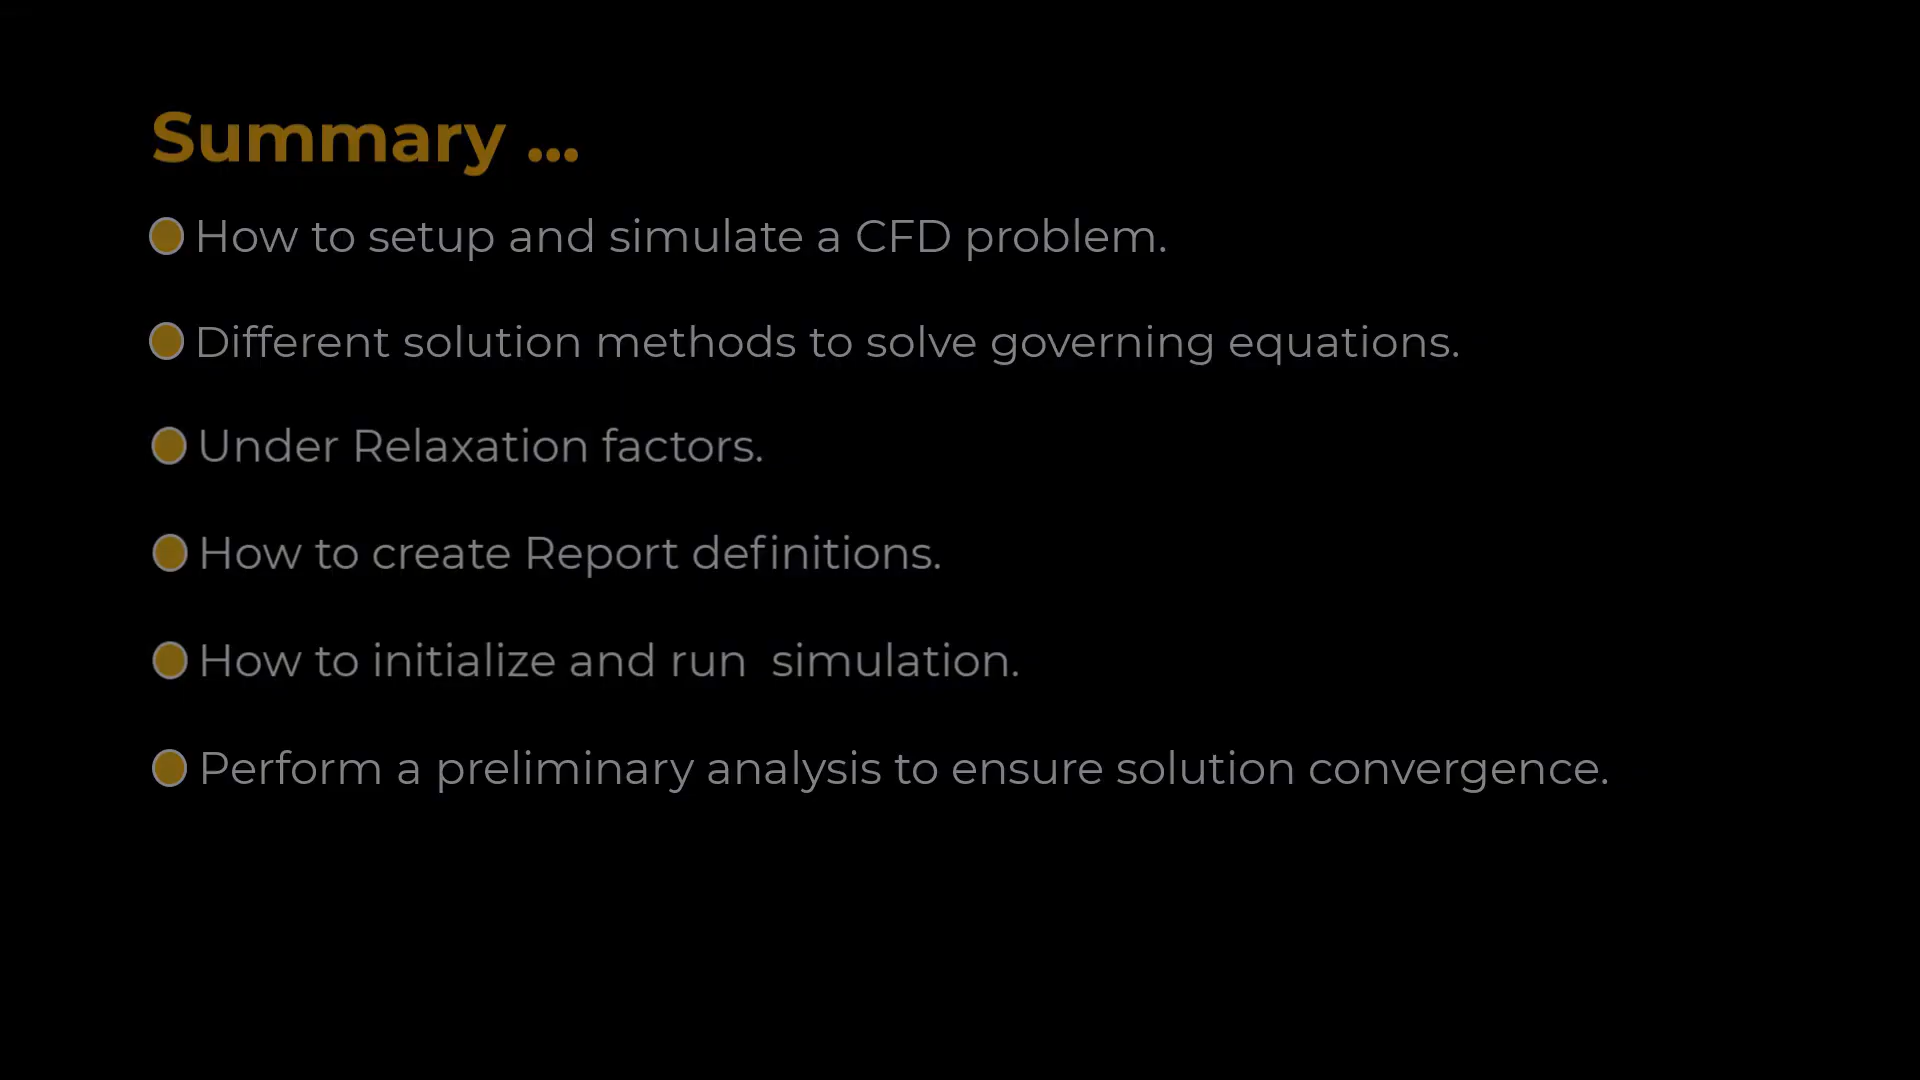 Summary ...
How to setup and simulate a CFD problem.
Different solution methods to solve governing equations.
Under Relaxation factors.
How to create Report definitions.
How to initialize and run  simulation.
Perform a preliminary analysis to ensure solution convergence.